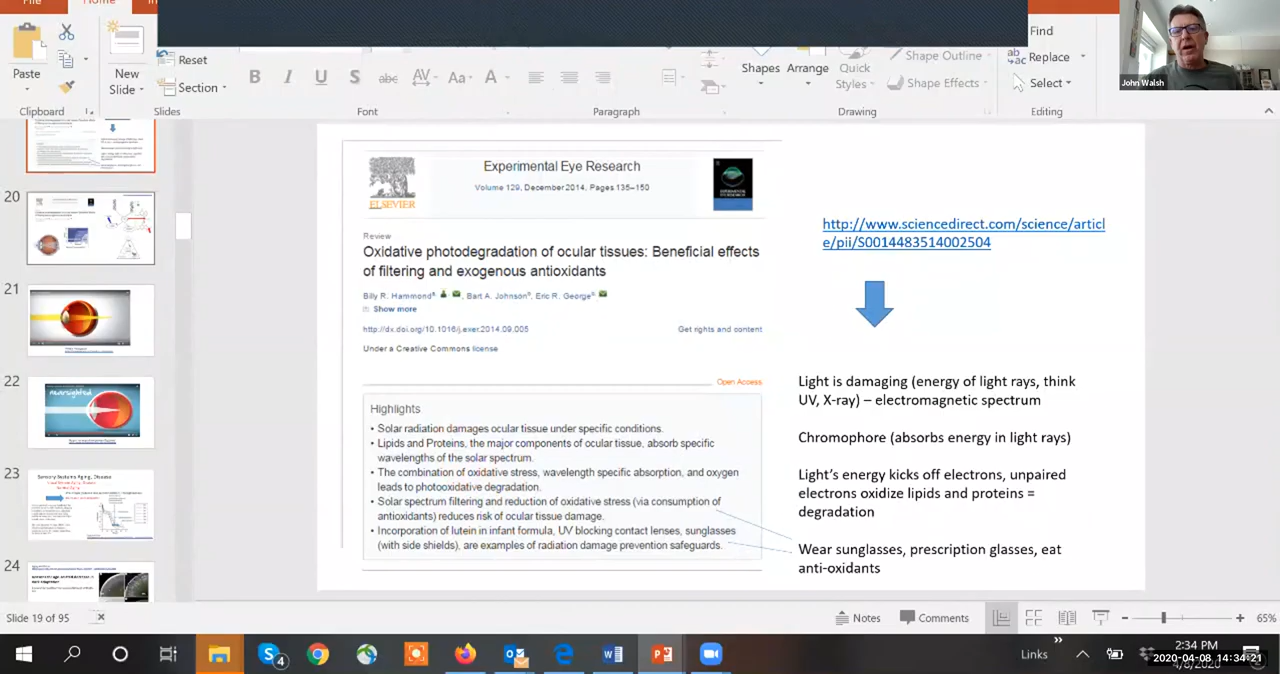 File
Home
Paste
Clipboard
New
Slide
Reset
Section
Slides
B I U S abc AV Aa A
Font
Paragraph
Shapes Arrange Quick
Styles
Shape Outline
Shape Effects
Drawing
Find
Replace
Select
Editing
John Walsh
20
21
22
nearsighted
23
Sensory Systems Aging, Disease
24
ELSEVIER
Experimental Eye Research
Volume 129, December 2014, Pages 135–150
Review
Oxidative photodegradation of ocular tissues: Beneficial effects
of filtering and exogenous antioxidants
Billy R. Hammond, Bart A. Johnson, Eric R. George
Show more
http://dx.doi.org/10.1016/j.exer.2014.09.005
Get rights and content
Under a Creative Commons license
Open Access
Highlights
• Solar radiation damages ocular tissue under specific conditions.
• Lipids and Proteins, the major components of ocular tissue, absorb specific
wavelengths of the solar spectrum.
• The combination of oxidative stress, wavelength specific absorption, and oxygen
leads to photooxidative degradation.
• Solar spectrum filtering and reduced oxidative stress (via consumption of
antioxidants) reduces net ocular tissue damage.
• Incorporation of lutein in infant formula, UV blocking contact lenses, sunglasses
(with side shields), are examples of radiation damage prevention safeguards.
http://www.sciencedirect.com/science/articl
e/pii/S0014483514002504
Light is damaging (energy of light rays, think
UV, X-ray) – electromagnetic spectrum
Chromophore (absorbs energy in light rays)
Light's energy kicks off electrons, unpaired
electrons oxidize lipids and proteins =
degradation
Wear sunglasses, prescription glasses, eat
anti-oxidants
Slide 19 of 95
Notes
Comments
65%
4
Links
2:34 PM
2020-04-08 14:34:21